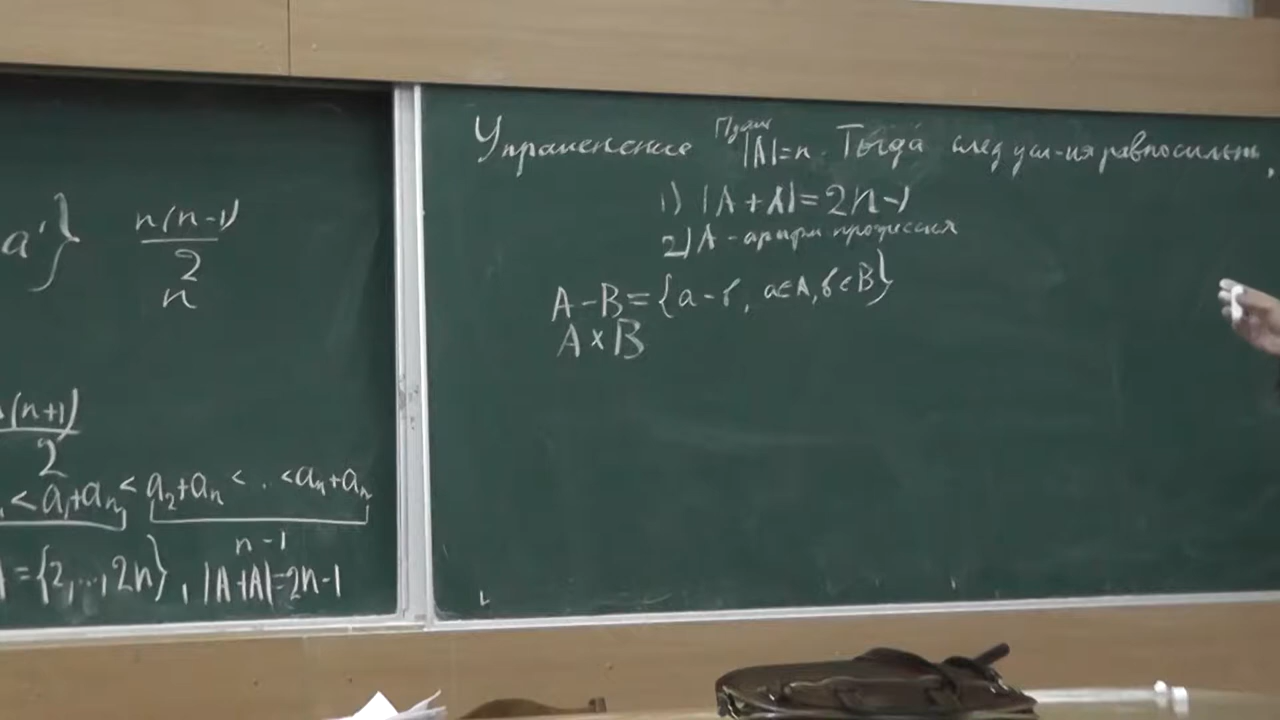 a'} n(n-1)/2
n
(n+1)/2
< a₁+aₙ < a₂+aₙ < .. < aₙ+aₙ
n-1
={2,...,2n}, |A+A|=2n-1
Упражнение Пусть |A|=n. Тогда след усл-ия равносильны,
1) |A+A|=2n-1
2) A - арифм прогрессия
A-B={a-b, a∈A, b∈B}
A×B